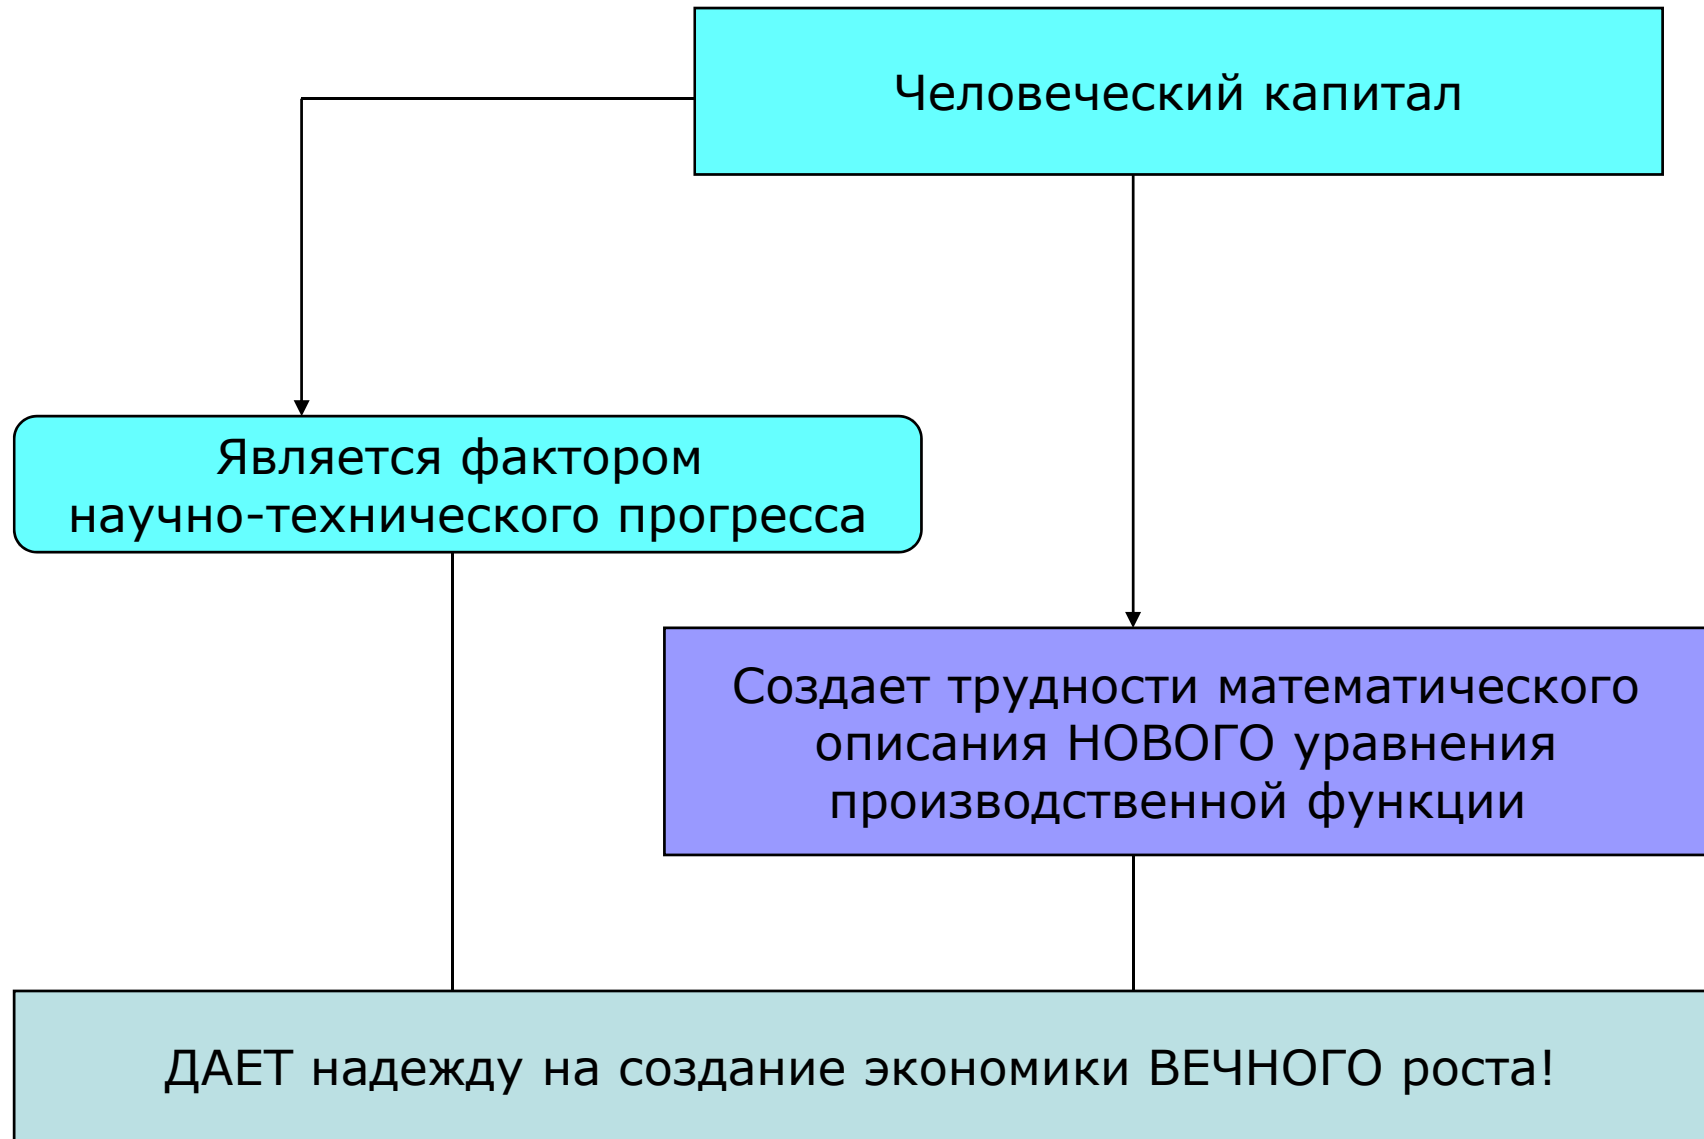 Человеческий капитал
Является фактором
научно-технического прогресса
Создает трудности математического
описания НОВОГО уравнения
производственной функции
ДАЕТ надежду на создание экономики ВЕЧНОГО роста!